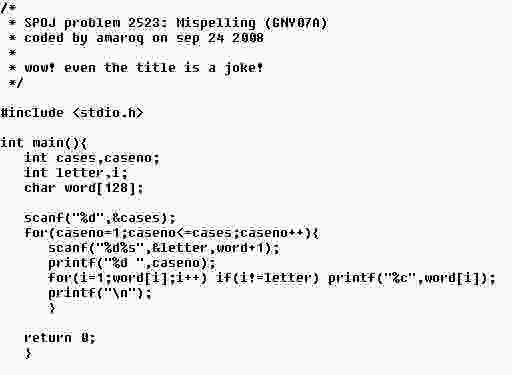 /*
 * SPOJ problem 2523: Mispelling (GNY07A)
 * coded by amaroq on sep 24 2008
 *
 * wow! even the title is a joke!
 */

#include <stdio.h>

int main(){
   int cases,caseno;
   int letter,i;
   char word[128];

   scanf("%d",&cases);
   for(caseno=1;caseno<=cases;caseno++){
      scanf("%d%s",&letter,word+1);
      printf("%d ",caseno);
      for(i=1;word[i];i++) if(i!=letter) printf("%c",word[i]);
      printf("\n");
      }

   return 0;
   }